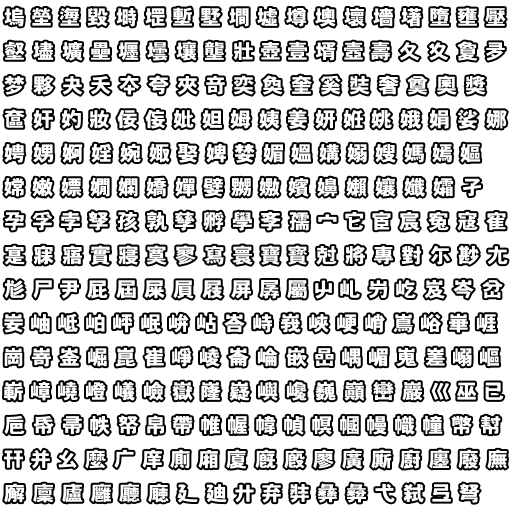 塢塋塰毀塒堽塹墅墹墟墫墺壞墻墸墮壅壓
壑壗壙壘壥壜壤壟壯壺壹壻壼壽夂夊敻夛
梦夥夬夭夲夸夾竒奕奐奎奚奘奢奠奧奬
奩奸妁妝佞侫妣妲姆姨姜妍姙姚娥娟娑娜
娉娚婀婬婉娵娶婢婪媚媼媾嫋嫂媽嫣嫗
嫦嫩嫖嫺嫻嬌嬋嬖嬲嫐嬪嬶嬾孃孅孀孑
孕孚孛孥孩孰孳孵學斈孺宀它宦宸寃寇寉
寔寐寤實寢寞寥寫寰寶寳尅將專對尓尠尢
尨尸尹屁屆屎屓屐屏孱屬屮乢屶屹岌岑岔
妛岫岻岶岼岷峅岾峇峙峩峽峺峭嶌峪崋崕
崗嵜崟崛崑崔崢崚崙崘嵌嵒嵎嵋嵬嵳嵶嶇
嶄嶂嶢嶝嶬嶮嶽嶐嶷嶼巉巍巓巒巖巛巫已
巵帋帚帙帑帛帶帷幄幃幀幎幗幔幟幢幤幇
幵并幺麼广庠廁廂廈廐廏廖廣廝廚廛廢廡
廨廩廬廱廳廰廴廸廾弃弉彝彜弋弑弖弩